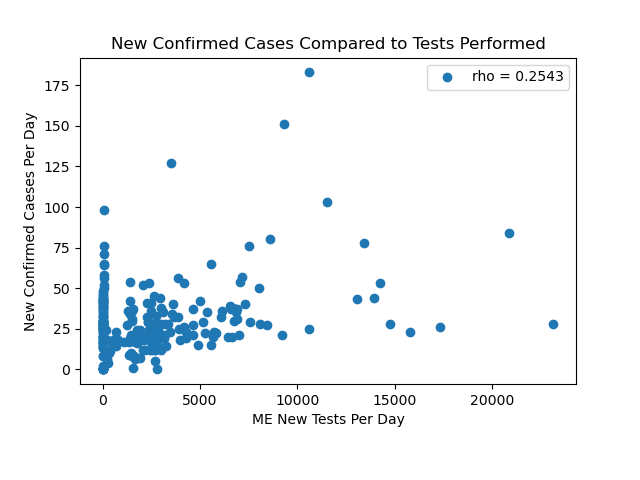 New Confirmed Cases Compared to Tests Performed
rho = 0.2543
New Confirmed Caeses Per Day
175
150
125
100
75
50
25
0
0 5000 10000 15000 20000
ME New Tests Per Day